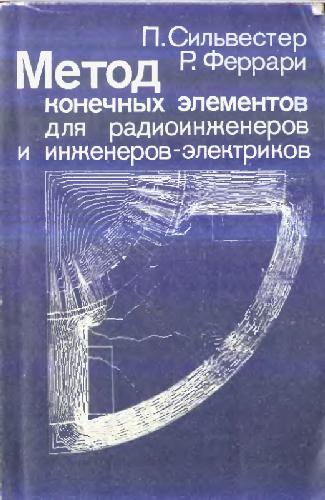 П. Сильвестер
Р. Феррари
Метод
конечных элементов
для радиоинженеров
и инженеров-электриков